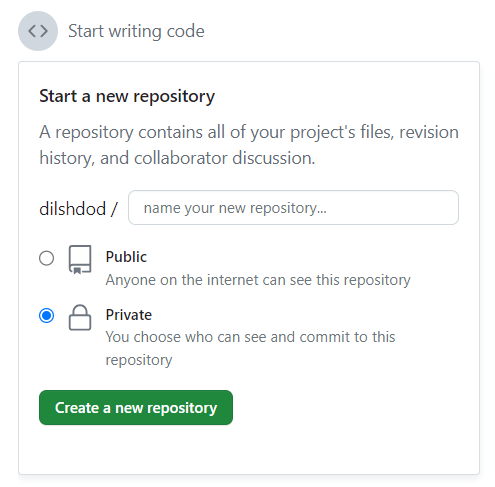 Start writing code
Start a new repository
A repository contains all of your project's files, revision
history, and collaborator discussion.
dilshdod /
name your new repository...
Public
Anyone on the internet can see this repository
Private
You choose who can see and commit to this
repository
Create a new repository